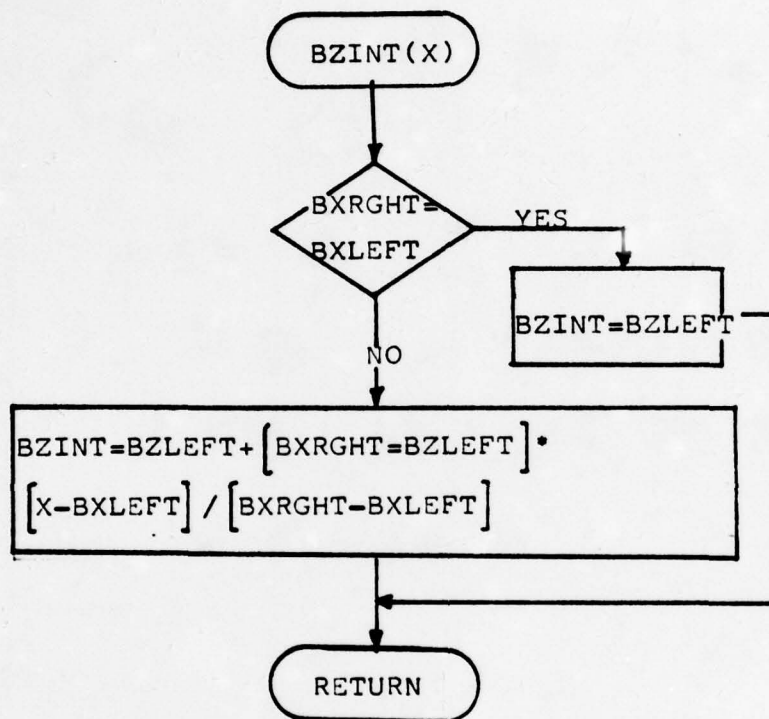 BZINT(X)
BXRGHT=
BXLEFT
YES
BZINT=BZLEFT
NO
BZINT=BZLEFT+[BXRGHT=BZLEFT]*
[X-BXLEFT]/[BXRGHT-BXLEFT]
RETURN